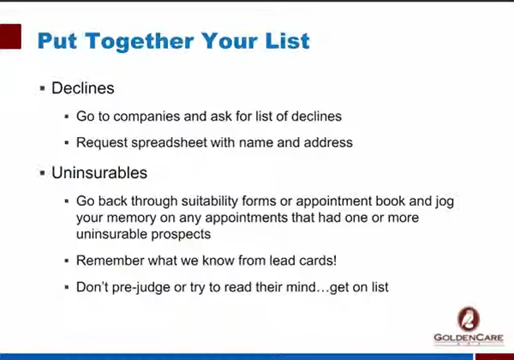 Put Together Your List
▪ Declines
▪ Go to companies and ask for list of declines
▪ Request spreadsheet with name and address
▪ Uninsurables
▪ Go back through suitability forms or appointment book and jog
your memory on any appointments that had one or more
uninsurable prospects
▪ Remember what we know from lead cards!
▪ Don't pre-judge or try to read their mind…get on list
GOLDENCARE